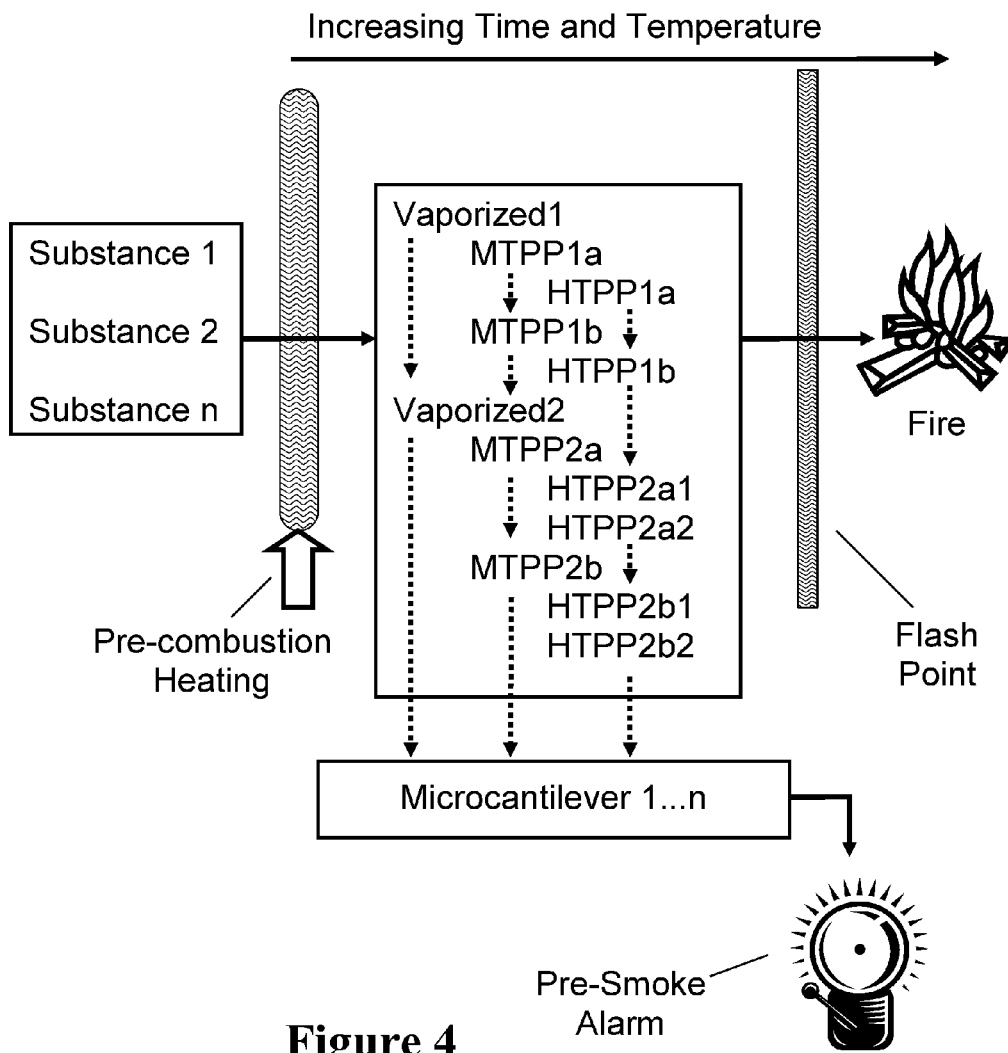 Increasing Time and Temperature
Substance 1
Substance 2
Substance n
Vaporized1
MTPP1a
HTPP1a
MTPP1b
HTPP1b
Vaporized2
MTPP2a
HTPP2a1
HTPP2a2
MTPP2b
HTPP2b1
HTPP2b2
Fire
Pre-combustion
Heating
Flash
Point
Microcantilever 1...n
Pre-Smoke
Alarm
Figure 4